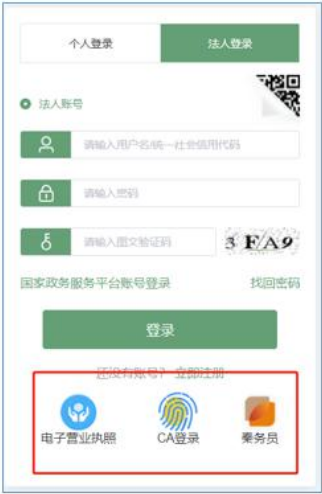 个人登录 法人登录
法人账号
请输入用户名/统一社会信用代码
请输入密码
请输入图文验证码 3 FA9
国家政务服务平台账号登录 找回密码
登录
还没有账号？ 立即注册
电子营业执照 CA登录 秦务员